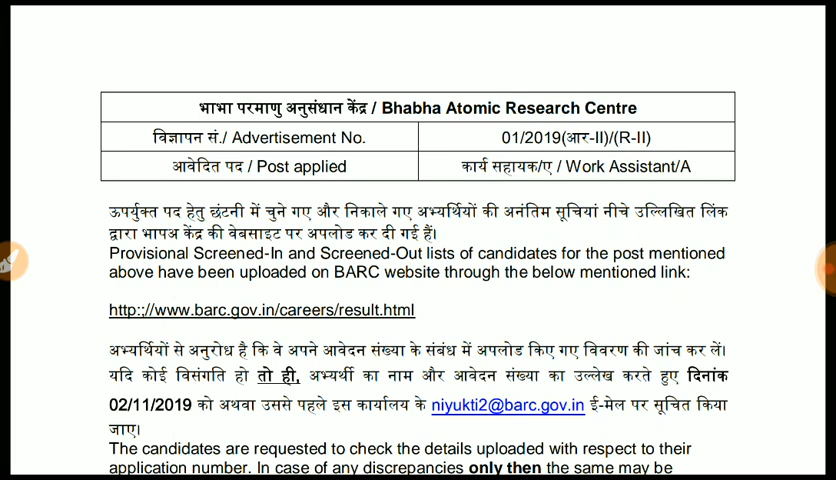 भाभा परमाणु अनुसंधान केंद्र / Bhabha Atomic Research Centre
विज्ञापन सं./ Advertisement No. 01/2019(आर-II)/(R-II)
आवेदित पद / Post applied कार्य सहायक/ए / Work Assistant/A
ऊपर्युक्त पद हेतु छंटनी में चुने गए और निकाले गए अभ्यर्थियों की अनंतिम सूचियां नीचे उल्लिखित लिंक
द्वारा भापअ केंद्र की वेबसाइट पर अपलोड कर दी गई हैं।
Provisional Screened-In and Screened-Out lists of candidates for the post mentioned
above have been uploaded on BARC website through the below mentioned link:
http:;//www.barc.gov.in/careers/result.html
अभ्यर्थियों से अनुरोध है कि वे अपने आवेदन संख्या के संबंध में अपलोड किए गए विवरण की जांच कर लें।
यदि कोई विसंगति हो तो ही, अभ्यर्थी का नाम और आवेदन संख्या का उल्लेख करते हुए दिनांक
02/11/2019 को अथवा उससे पहले इस कार्यालय के niyukti2@barc.gov.in ई-मेल पर सूचित किया
जाए।
The candidates are requested to check the details uploaded with respect to their
application number. In case of any discrepancies only then the same may be